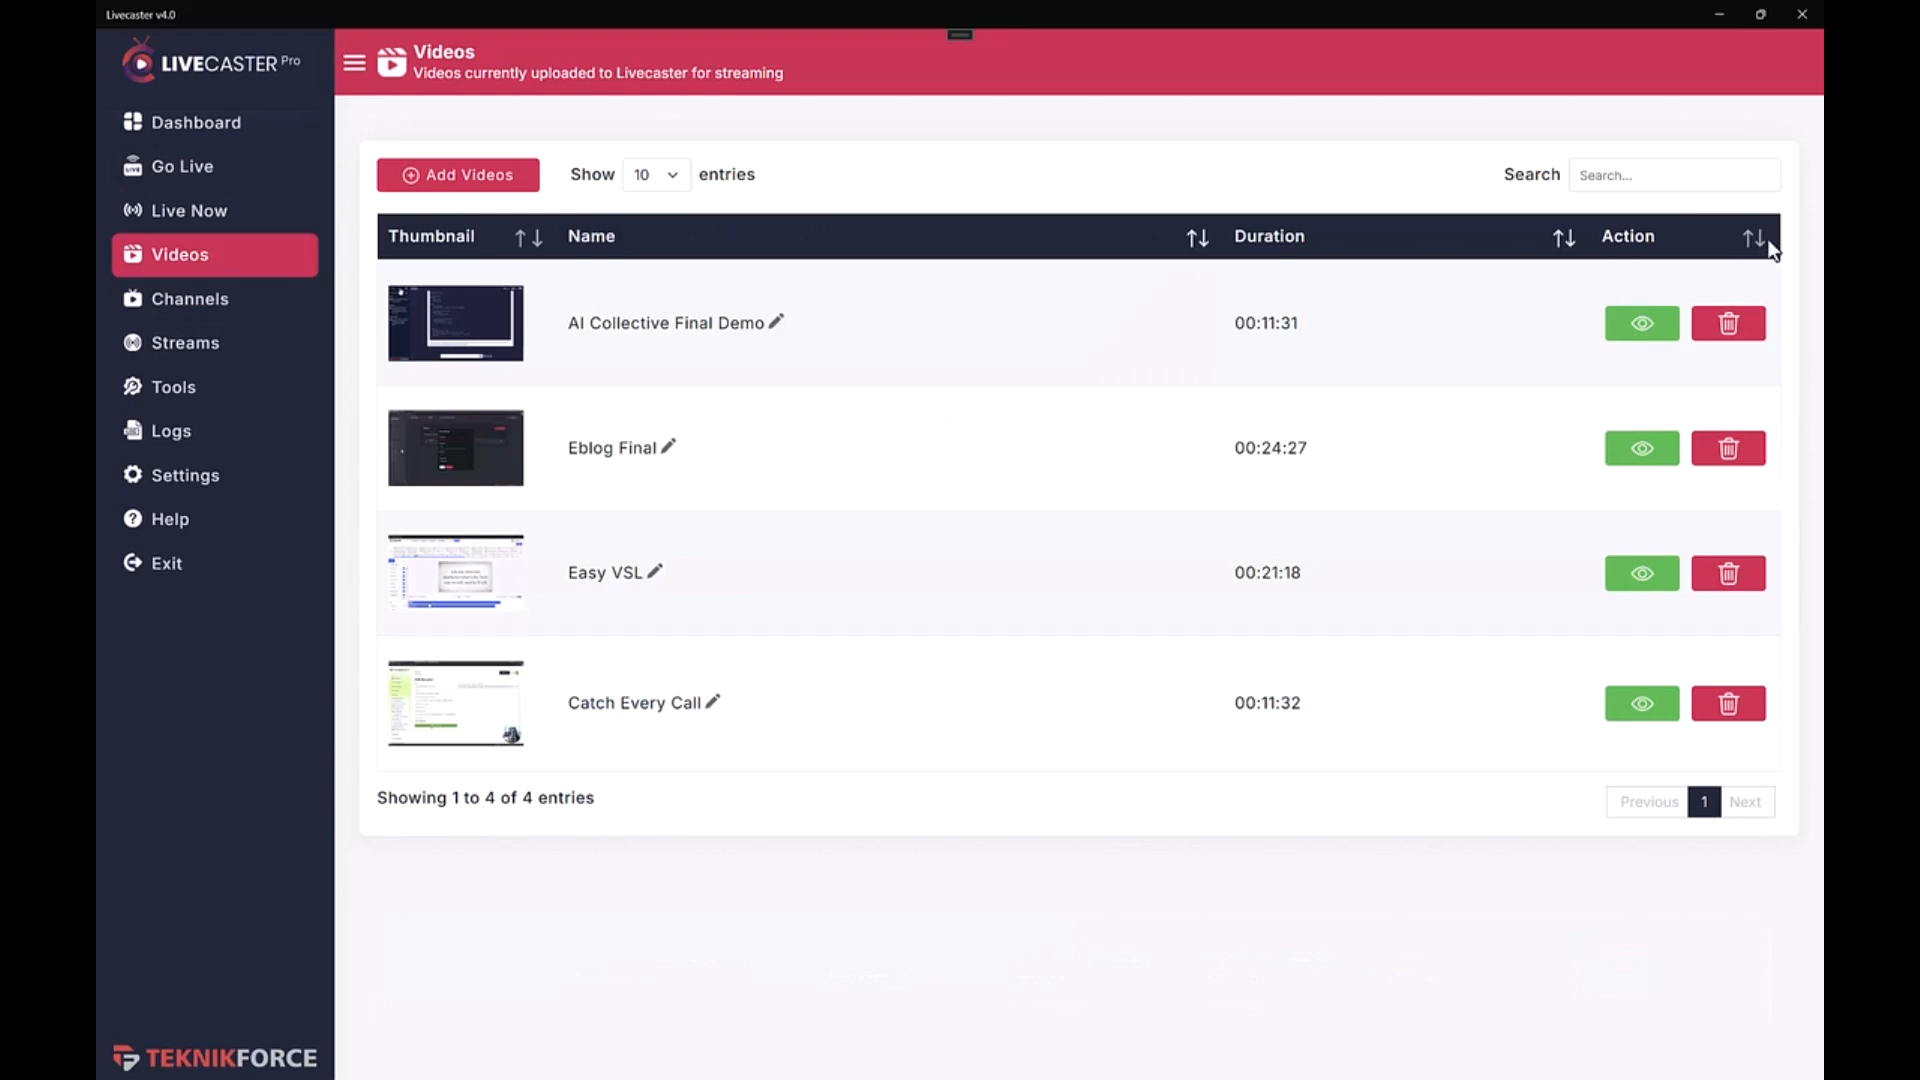 Livecaster v4.0
LIVECASTER Pro
Videos
Videos currently uploaded to Livecaster for streaming
Dashboard
Go Live
Live Now
Videos
Channels
Streams
Tools
Logs
Settings
Help
Exit
TEKNIKFORCE
Add Videos
Show 10 entries
Search Search...
Thumbnail Name Duration Action
AI Collective Final Demo 00:11:31
Eblog Final 00:24:27
Easy VSL 00:21:18
Catch Every Call 00:11:32
Showing 1 to 4 of 4 entries
Previous 1 Next